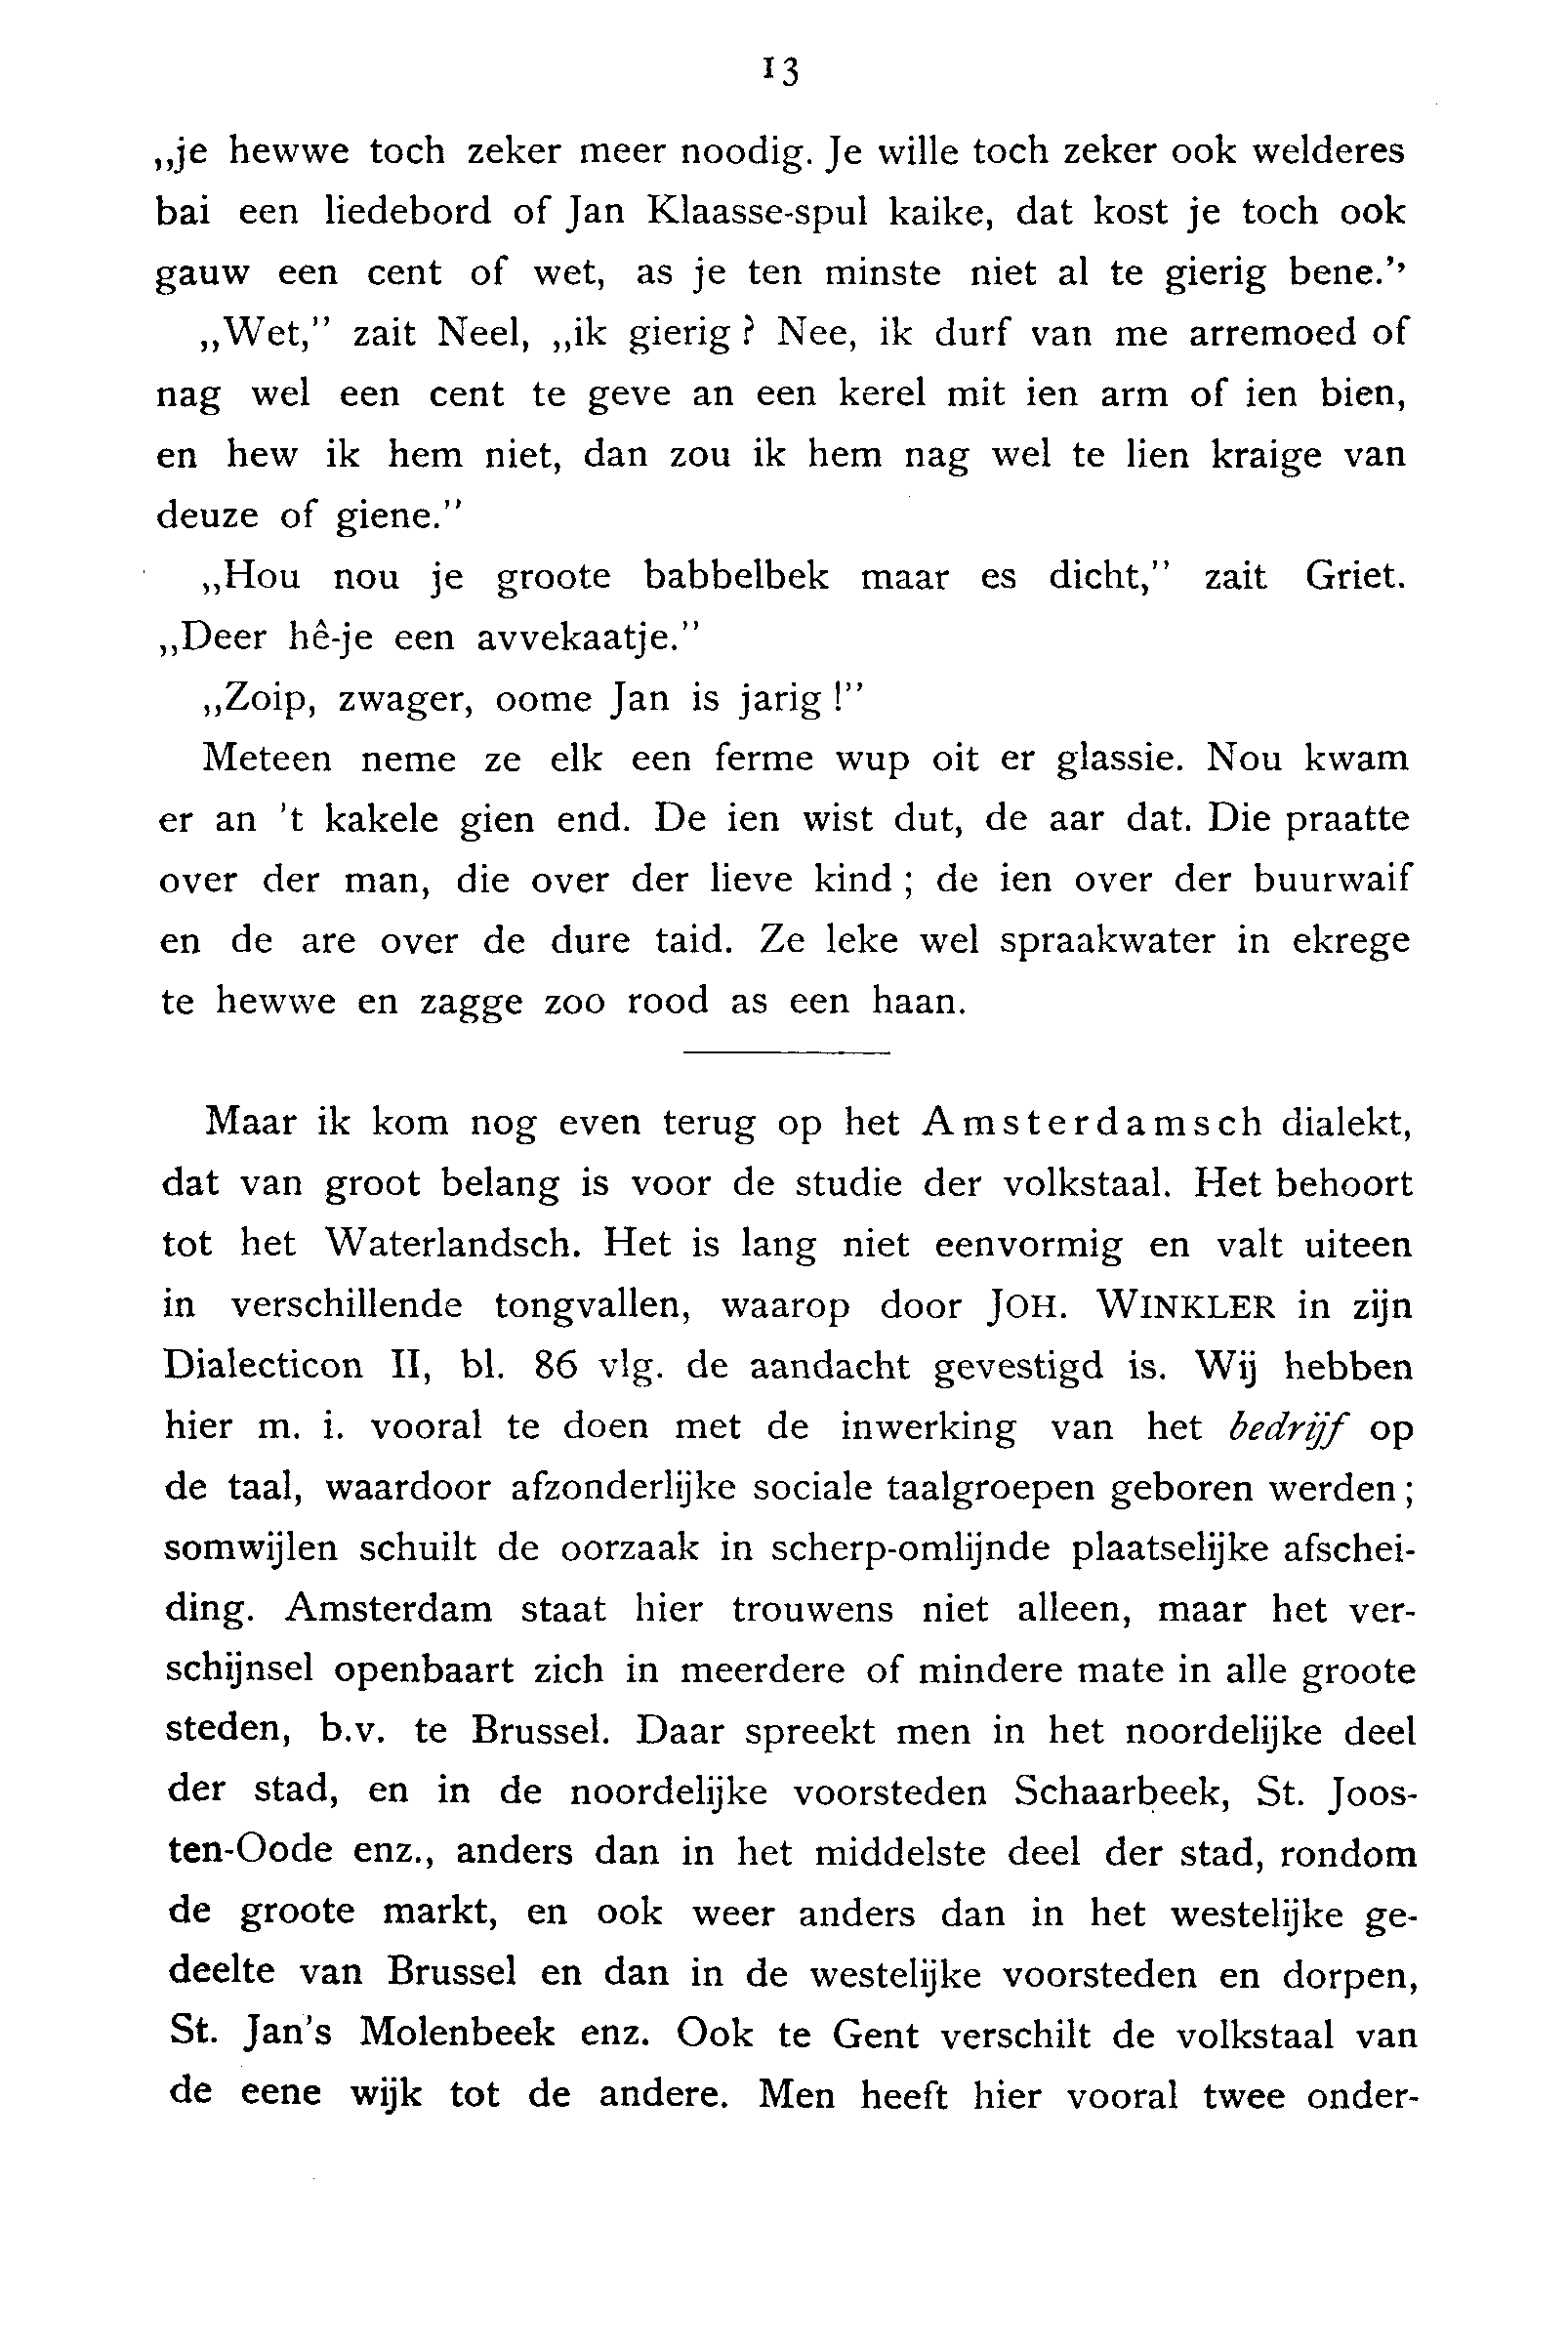 13
„je hewwe toch zeker meer noodig. Je wille toch zeker ook welderes
bai een liedebord of Jan Klaasse-spul kaike, dat kost je toch ook
gauw een cent of wet, as je ten minste niet al te gierig bene.”
„Wet,” zait Neel, „ik gierig? Nee, ik durf van me arremoed of
nag wel een cent te geve an een kerel mit ien arm of ien bien,
en hew ik hem niet, dan zou ik hem nag wel te lien kraige van
deuze of giene.”
„Hou nou je groote babbelbek maar es dicht,” zait Griet.
„Deer hê-je een avvekaatje.”
„Zoip, zwager, oome Jan is jarig!”
Meteen neme ze elk een ferme wup oit er glassie. Nou kwam
er an 't kakele gien end. De ien wist dut, de aar dat. Die praatte
over der man, die over der lieve kind; de ien over der buurwaif
en de are over de dure taid. Ze leke wel spraakwater in ekrege
te hewwe en zagge zoo rood as een haan.
Maar ik kom nog even terug op het Amsterdamsch dialekt,
dat van groot belang is voor de studie der volkstaal. Het behoort
tot het Waterlandsch. Het is lang niet eenvormig en valt uiteen
in verschillende tongvallen, waarop door JOH. WINKLER in zijn
Dialecticon II, bl. 86 vlg. de aandacht gevestigd is. Wij hebben
hier m. i. vooral te doen met de inwerking van het bedrijf op
de taal, waardoor afzonderlijke sociale taalgroepen geboren werden;
somwijlen schuilt de oorzaak in scherp-omlijnde plaatselijke afschei-
ding. Amsterdam staat hier trouwens niet alleen, maar het ver-
schijnsel openbaart zich in meerdere of mindere mate in alle groote
steden, b.v. te Brussel. Daar spreekt men in het noordelijke deel
der stad, en in de noordelijke voorsteden Schaarbeek, St. Joos-
ten-Oode enz., anders dan in het middelste deel der stad, rondom
de groote markt, en ook weer anders dan in het westelijke ge-
deelte van Brussel en dan in de westelijke voorsteden en dorpen,
St. Jan's Molenbeek enz. Ook te Gent verschilt de volkstaal van
de eene wijk tot de andere. Men heeft hier vooral twee onder-